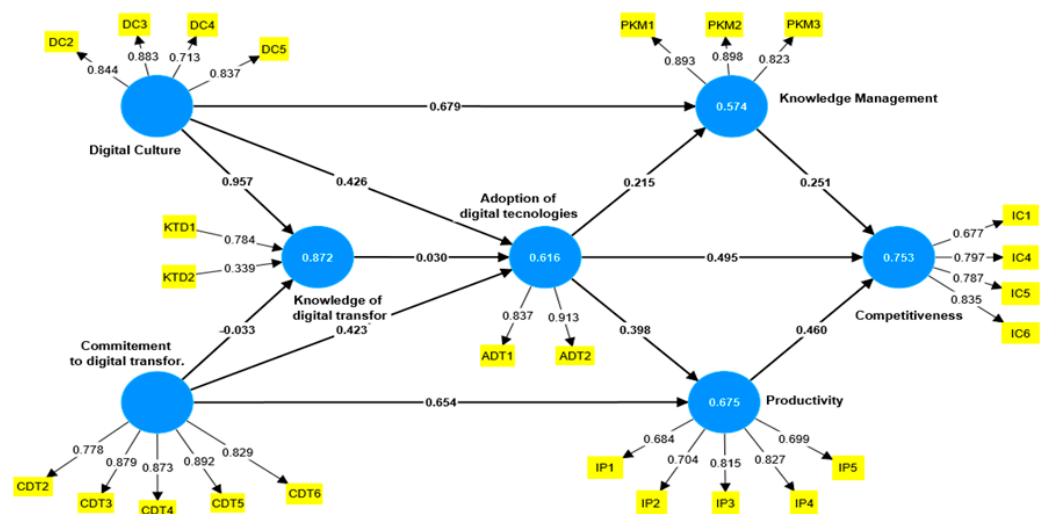 DC2
DC3
DC4
DC5
0.844
0.883
0.713
0.837
Digital Culture
PKM1
PKM2
PKM3
0.893
0.898
0.823
0.574
Knowledge Management
0.679
0.957
0.426
0.215
0.251
Adoption of
digital tecnologies
KTD1
KTD2
0.784
0.339
0.872
0.030
0.616
0.495
0.753
IC1
IC4
IC5
IC6
0.677
0.797
0.787
0.835
Competitiveness
Knowledge of
digital transfor
-0.033
0.423
0.837
0.913
ADT1
ADT2
0.398
0.460
Commitement
to digital transfor.
0.654
0.675
Productivity
0.778
0.879
0.873
0.892
0.829
CDT2
CDT3
CDT4
CDT5
CDT6
0.684
0.704
0.815
0.827
0.699
IP1
IP2
IP3
IP4
IP5